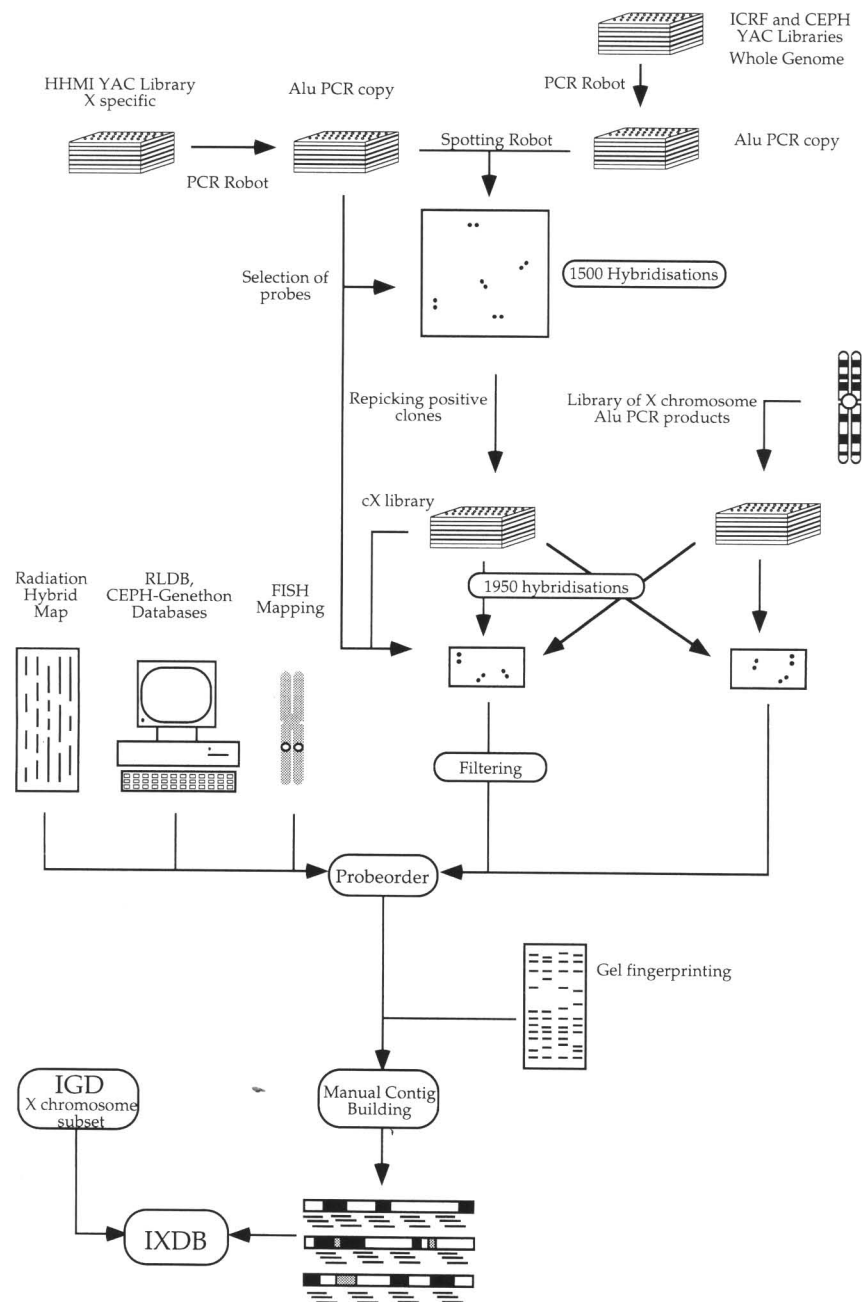 ICRF and CEPH
YAC Libraries
Whole Genome
HHMI YAC Library
X specific
Alu PCR copy
PCR Robot
Spotting Robot
Alu PCR copy
PCR Robot
Selection of
probes
1500 Hybridisations
Repicking positive
clones
Library of X chromosome
Alu PCR products
cX library
Radiation
Hybrid
Map
RLDB,
CEPH-Genethon
Databases
FISH
Mapping
1950 hybridisations
Filtering
Probeorder
Gel fingerprinting
IGD
X chromosome
subset
Manual Contig
Building
IXDB